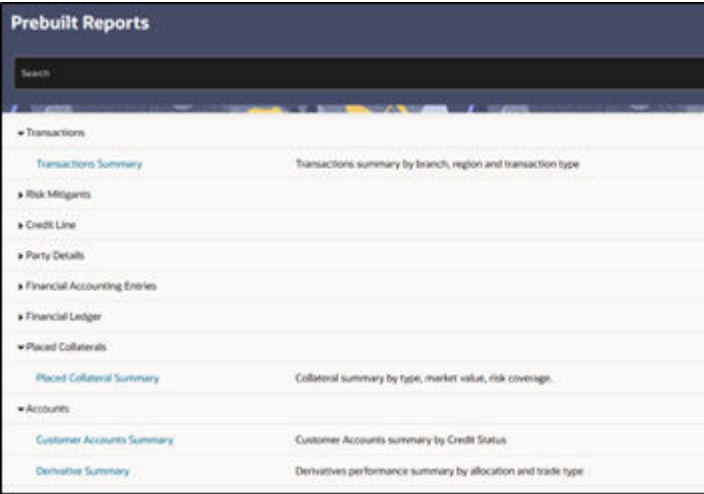 Prebuilt Reports
Search
Transactions
Transactions Summary Transactions summary by branch, region and transaction type
Risk Mitigants
Credit Line
Party Details
Financial Accounting Entries
Financial Ledger
Placed Collaterals
Placed Collateral Summary Collateral summary by type, market value, risk coverage.
Accounts
Customer Accounts Summary Customer Accounts summary by Credit Status
Derivative Summary Derivatives performance summary by allocation and trade type